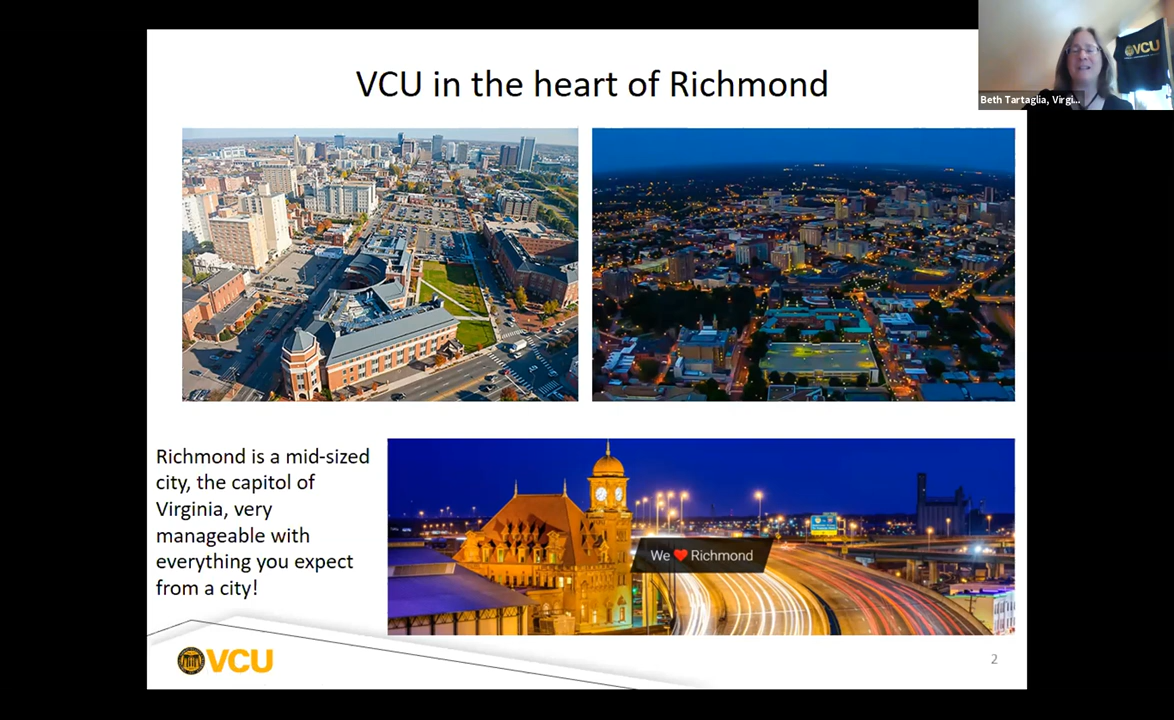 VCU in the heart of Richmond
VCU
Beth Tartaglia, Virgi...
Richmond is a mid-sized
city, the capitol of
Virginia, very
manageable with
everything you expect
from a city!
We ❤ Richmond
VCU
2